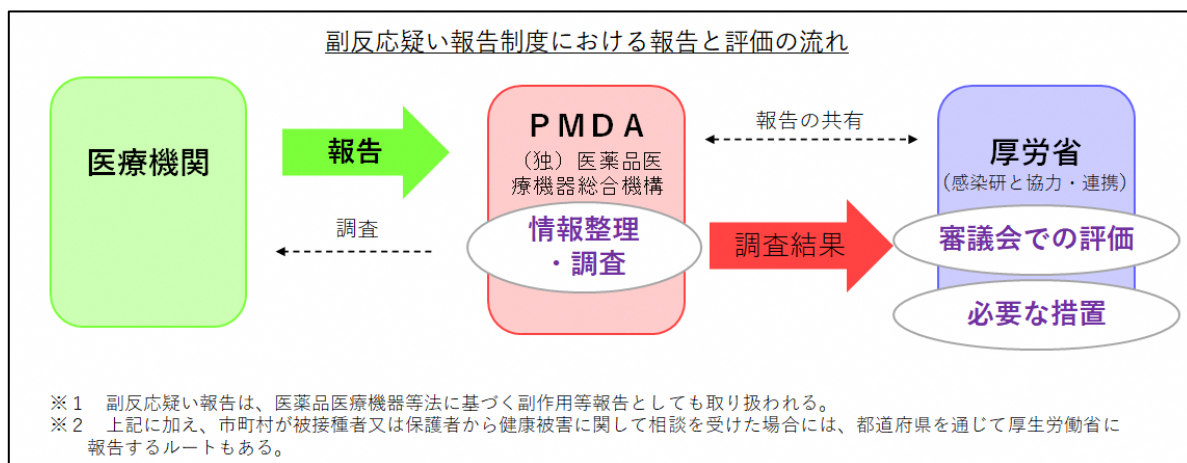 副反応疑い報告制度における報告と評価の流れ
医療機関
報告
調査
PMDA
（独）医薬品医
療機器総合機構
情報整理
・調査
報告の共有
調査結果
厚労省
(感染研と協力・連携)
審議会での評価
必要な措置
※１　副反応疑い報告は、医薬品医療機器等法に基づく副作用等報告としても取り扱われる。
※２　上記に加え、市町村が被接種者又は保護者から健康被害に関して相談を受けた場合には、都道府県を通じて厚生労働省に
報告するルートもある。